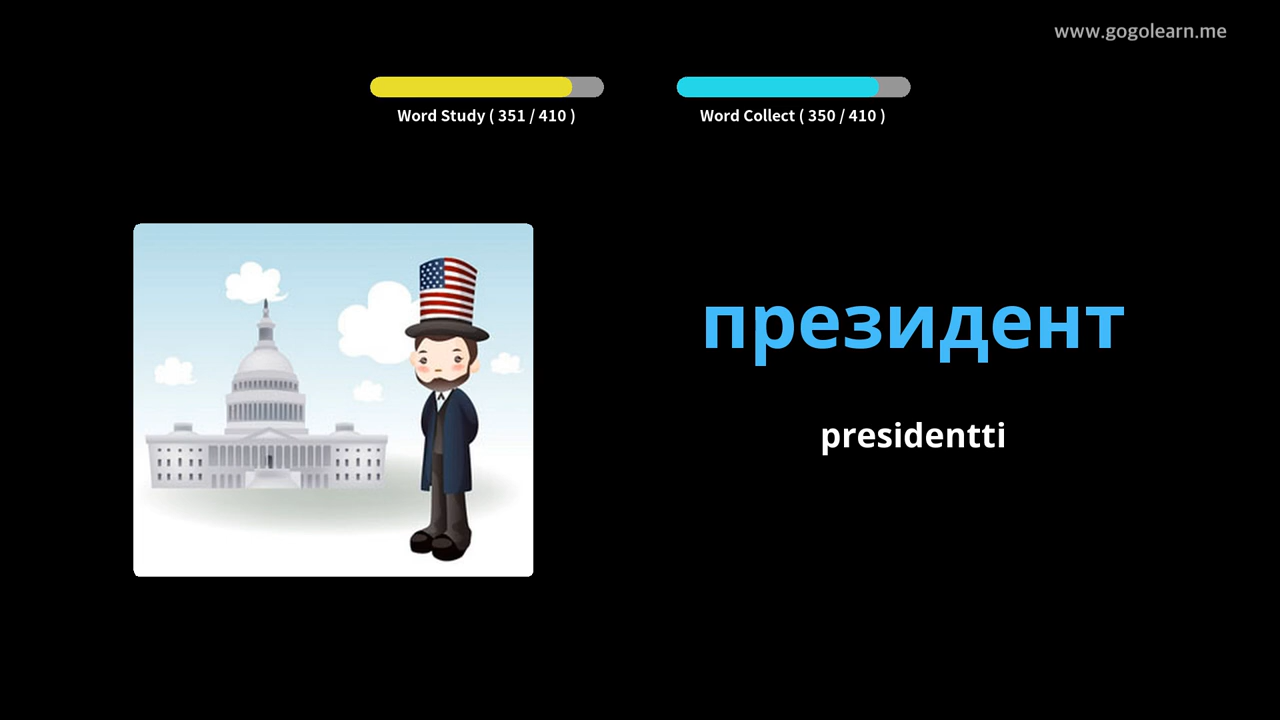 www.gogolearn.me
Word Study ( 351 / 410 )
Word Collect ( 350 / 410 )
президент
presidentti